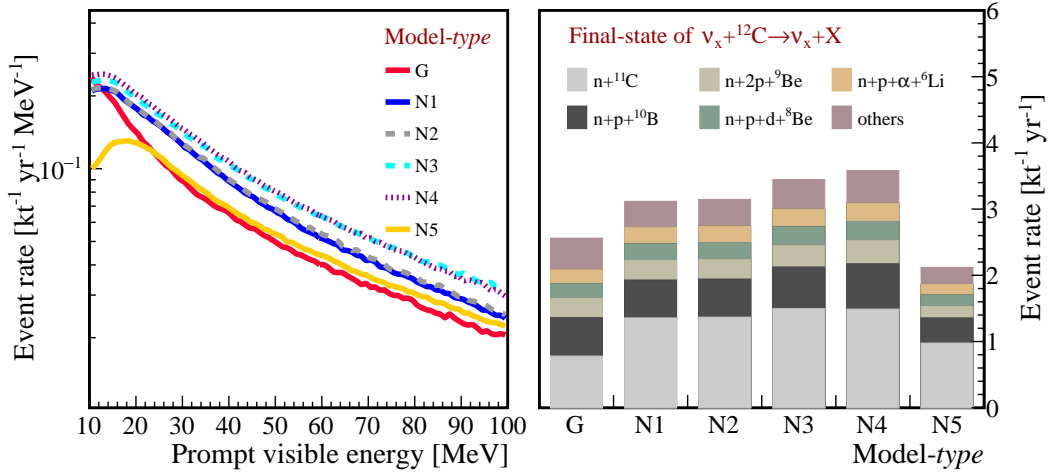 Event rate [kt⁻¹ yr⁻¹ MeV⁻¹]
10⁻¹
Model-type
G
N1
N2
N3
N4
N5
10 20 30 40 50 60 70 80 90 100
Prompt visible energy [MeV]
Final-state of νₓ+¹²C→νₓ+X
n+¹¹C n+2p+⁹Be n+p+α+⁶Li
n+p+¹⁰B n+p+d+⁸Be others
6
5
4
3
2
1
0
Event rate [kt⁻¹ yr⁻¹]
G N1 N2 N3 N4 N5
Model-type